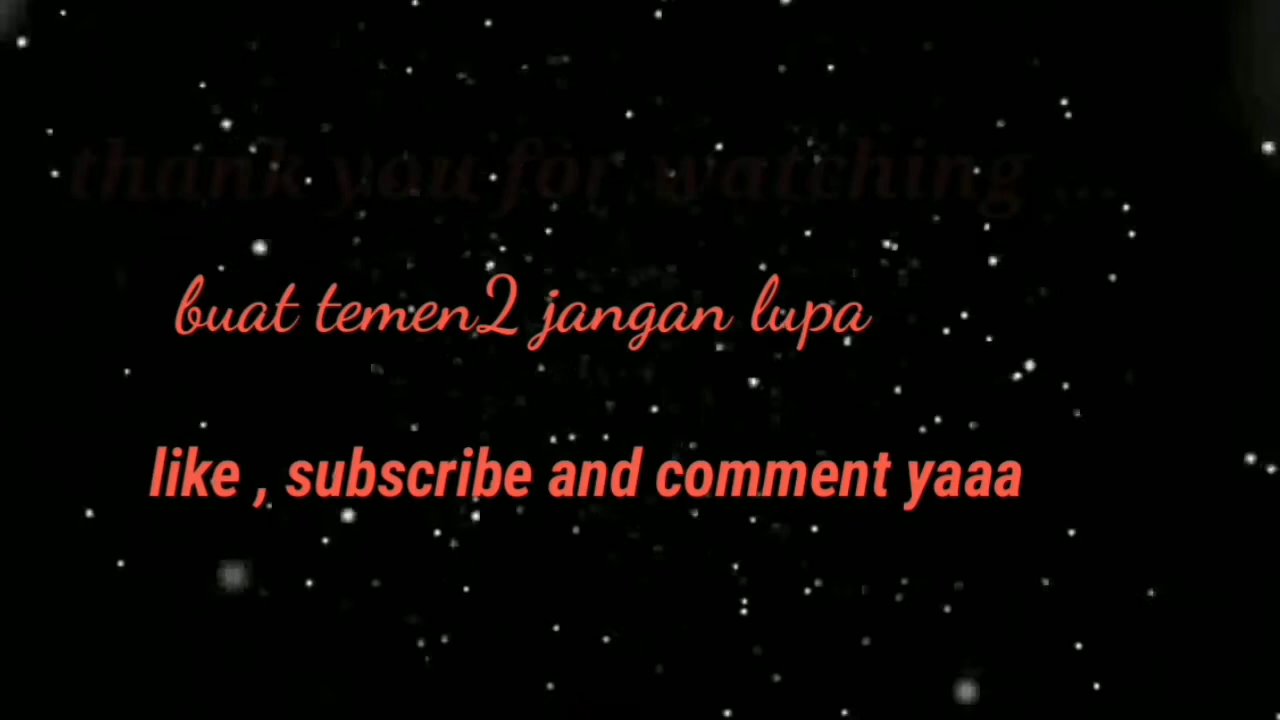 thank you for watching ...
buat temen2 jangan lupa
like , subscribe and comment yaaa